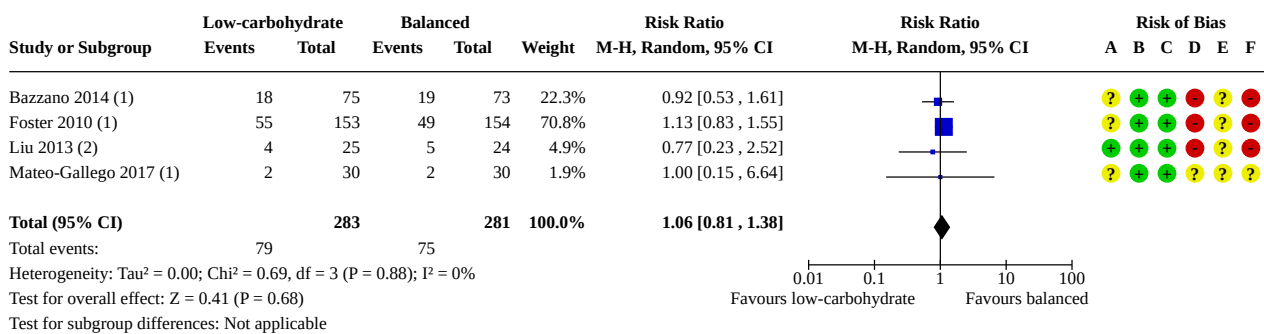 Low-carbohydrate Balanced Risk Ratio Risk Ratio Risk of Bias
Study or Subgroup Events Total Events Total Weight M-H, Random, 95% CI M-H, Random, 95% CI A B C D E F
Bazzano 2014 (1) 18 75 19 73 22.3% 0.92 [0.53 , 1.61] ? + + - ? -
Foster 2010 (1) 55 153 49 154 70.8% 1.13 [0.83 , 1.55] ? + + - ? -
Liu 2013 (2) 4 25 5 24 4.9% 0.77 [0.23 , 2.52] + + + - ? -
Mateo-Gallego 2017 (1) 2 30 2 30 1.9% 1.00 [0.15 , 6.64] ? + + ? ? ?
Total (95% CI) 283 281 100.0% 1.06 [0.81 , 1.38]
Total events: 79 75
Heterogeneity: Tau² = 0.00; Chi² = 0.69, df = 3 (P = 0.88); I² = 0%
0.01 0.1 1 10 100
Test for overall effect: Z = 0.41 (P = 0.68)
Favours low-carbohydrate Favours balanced
Test for subgroup differences: Not applicable